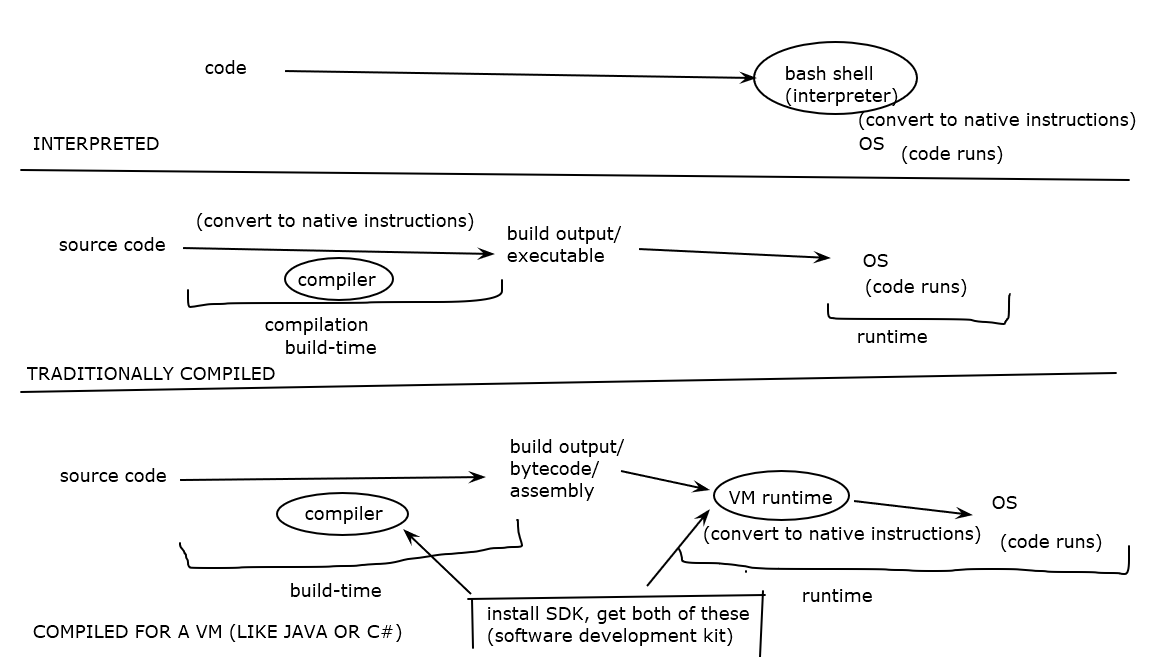 code
bash shell
(interpreter)
(convert to native instructions)
INTERPRETED
OS
(code runs)
(convert to native instructions)
source code
build output/
executable
compiler
OS
(code runs)
compilation
build-time
runtime
TRADITIONALLY COMPILED
source code
build output/
bytecode/
assembly
compiler
VM runtime
(convert to native instructions)
OS
(code runs)
build-time
runtime
install SDK, get both of these
(software development kit)
COMPILED FOR A VM (LIKE JAVA OR C#)